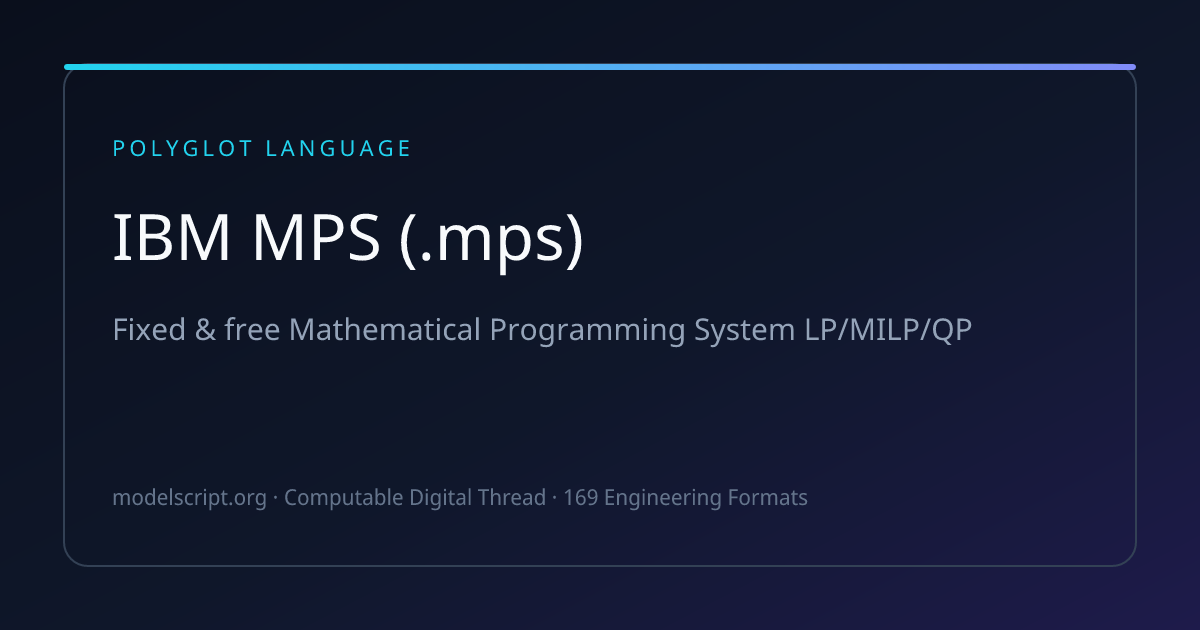 POLYGLOT LANGUAGE
IBM MPS (.mps)
Fixed & free Mathematical Programming System LP/MILP/QP
modelscript.org · Computable Digital Thread · 169 Engineering Formats